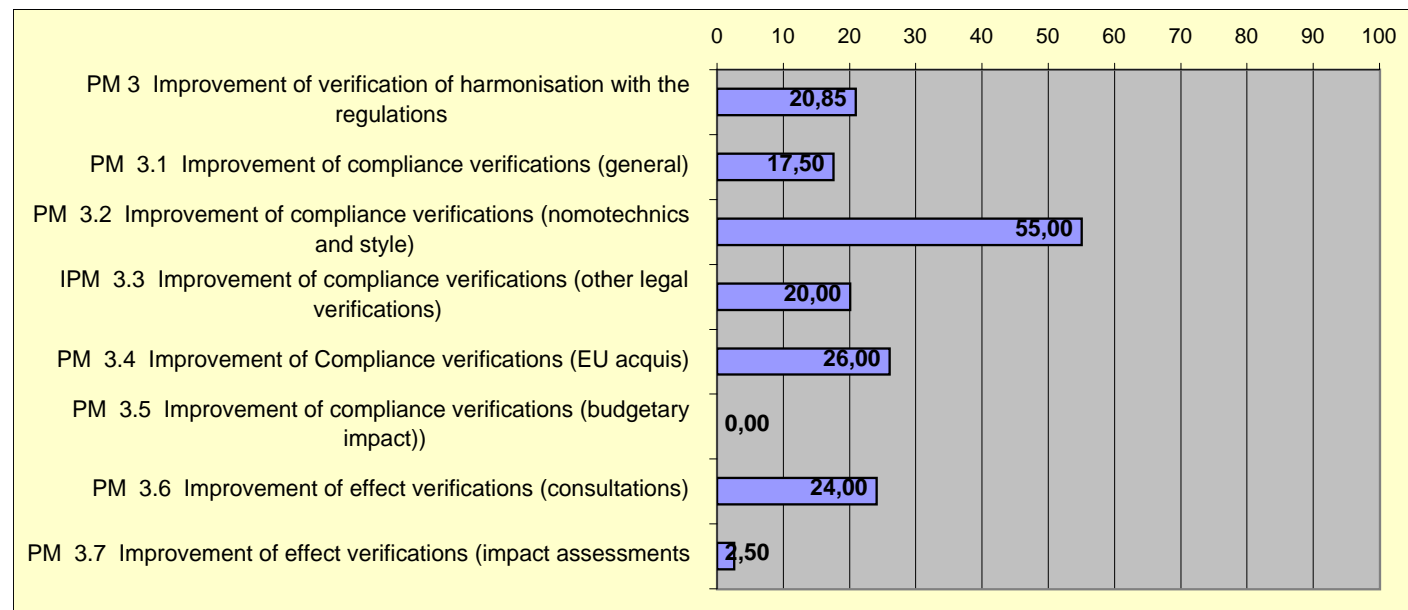 0 10 20 30 40 50 60 70 80 90 100
PM 3 Improvement of verification of harmonisation with the
regulations
20,85
PM 3.1 Improvement of compliance verifications (general)
17,50
PM 3.2 Improvement of compliance verifications (nomotechnics
and style)
55,00
IPM 3.3 Improvement of compliance verifications (other legal
verifications)
20,00
PM 3.4 Improvement of Compliance verifications (EU acquis)
26,00
PM 3.5 Improvement of compliance verifications (budgetary
impact))
0,00
PM 3.6 Improvement of effect verifications (consultations)
24,00
PM 3.7 Improvement of effect verifications (impact assessments
2,50